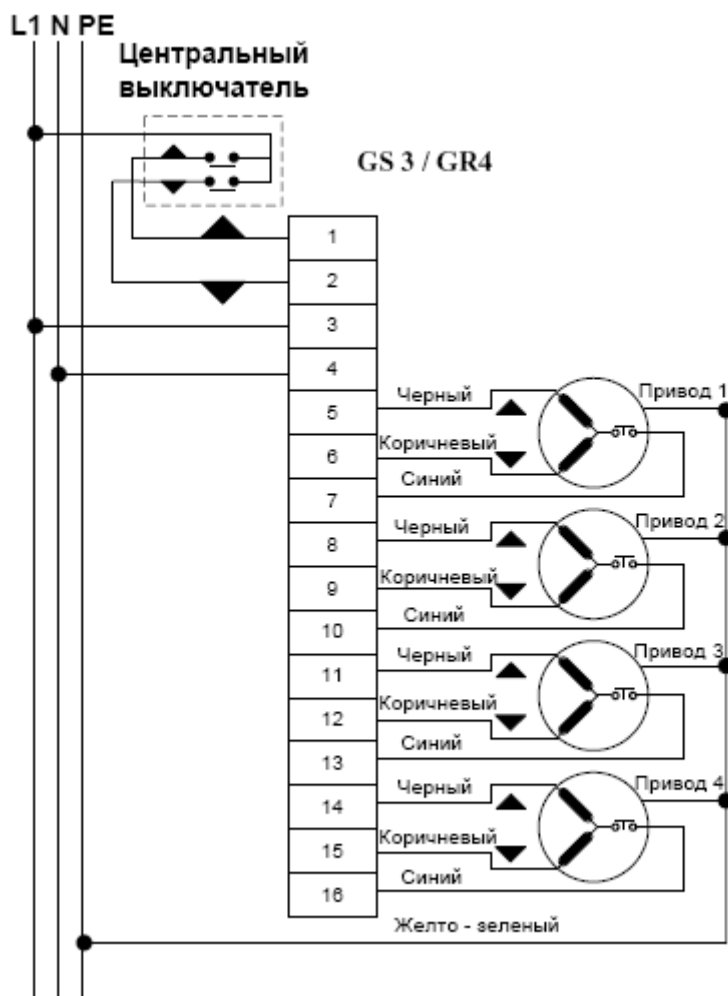 L1 N PE
Центральный
выключатель
GS 3 / GR4
1
2
3
4
5
6
7
8
9
10
11
12
13
14
15
16
Черный
Привод 1
Коричневый
Синий
Черный
Привод 2
Коричневый
Синий
Черный
Привод 3
Коричневый
Синий
Черный
Привод 4
Коричневый
Синий
Желто - зеленый